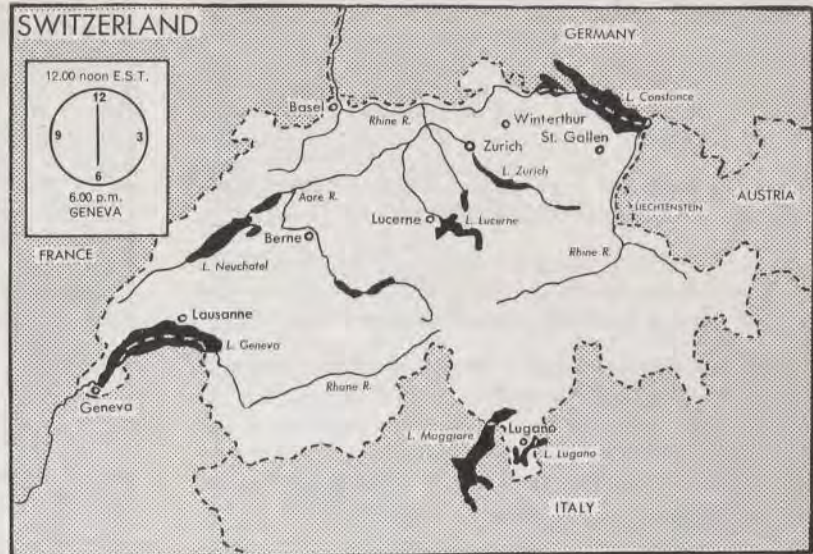 SWITZERLAND
12.00 noon E.S.T.
12
9
3
6
6.00 p.m.
GENEVA
GERMANY
L. Constance
Basel
Rhine R.
Winterthur
St. Gallen
Zurich
L. Zurich
AUSTRIA
LIECHTENSTEIN
Aare R.
Lucerne
L. Lucerne
Berne
Rhine R.
FRANCE
L. Neuchatel
Lausanne
L. Geneva
Rhone R.
Geneva
L. Maggiore
Lugano
L. Lugano
ITALY